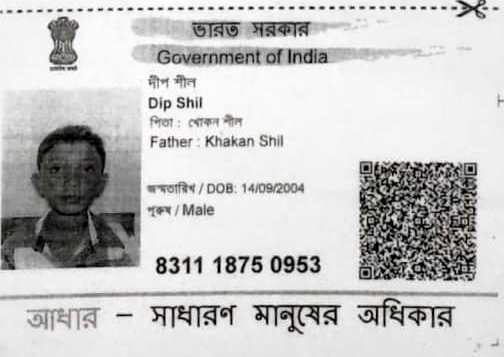 ভারত সরকার
Government of India
দীপ শীল
Dip Shil
পিতা : খোকন শীল
Father : Khakan Shil
জন্মতারিখ / DOB: 14/09/2004
পুরুষ / Male
8311 1875 0953
আধার – সাধারণ মানুষের অধিকার